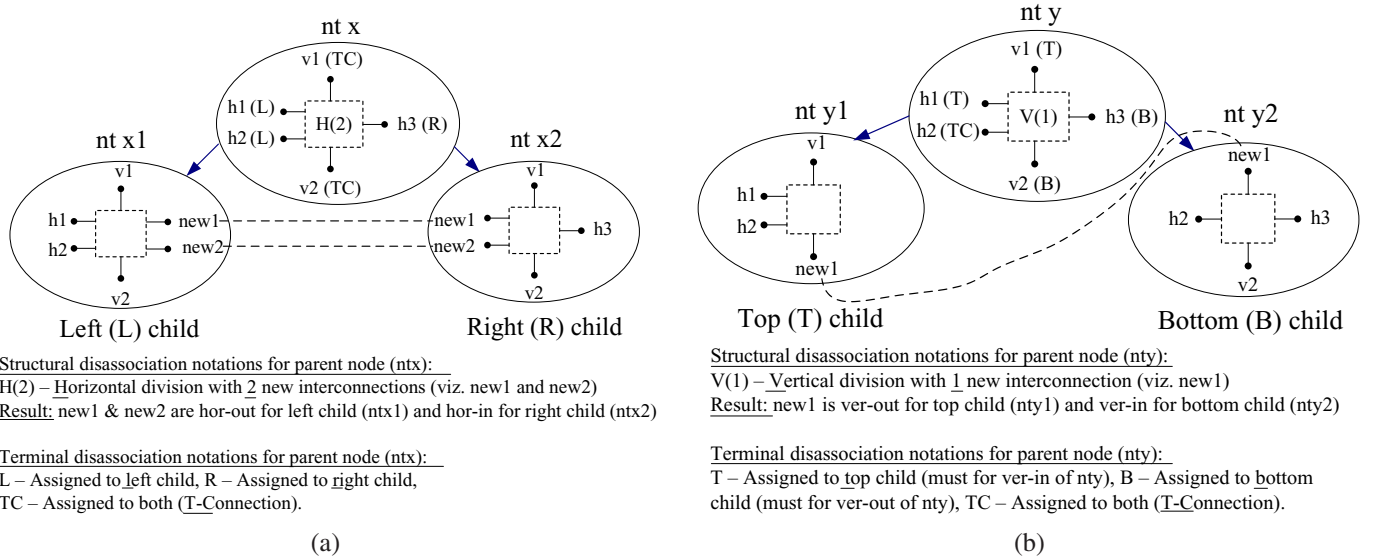 nt x
v1 (TC)
h1 (L)
H(2)
h3 (R)
h2 (L)
v2 (TC)
nt x1
v1
h1
new1
h2
new2
v2
Left (L) child
nt x2
v1
new1
h3
new2
v2
Right (R) child
Structural disassociation notations for parent node (ntx):
H(2) – Horizontal division with 2 new interconnections (viz. new1 and new2)
Result: new1 & new2 are hor-out for left child (ntx1) and hor-in for right child (ntx2)
Terminal disassociation notations for parent node (ntx):
L – Assigned to left child, R – Assigned to right child,
TC – Assigned to both (T-Connection).
(a)
nt y
v1 (T)
h1 (T)
V(1)
h3 (B)
h2 (TC)
v2 (B)
nt y1
v1
h1
h2
new1
Top (T) child
nt y2
new1
h2
h3
v2
Bottom (B) child
Structural disassociation notations for parent node (nty):
V(1) – Vertical division with 1 new interconnection (viz. new1)
Result: new1 is ver-out for top child (nty1) and ver-in for bottom child (nty2)
Terminal disassociation notations for parent node (nty):
T – Assigned to top child (must for ver-in of nty), B – Assigned to bottom
child (must for ver-out of nty), TC – Assigned to both (T-Connection).
(b)